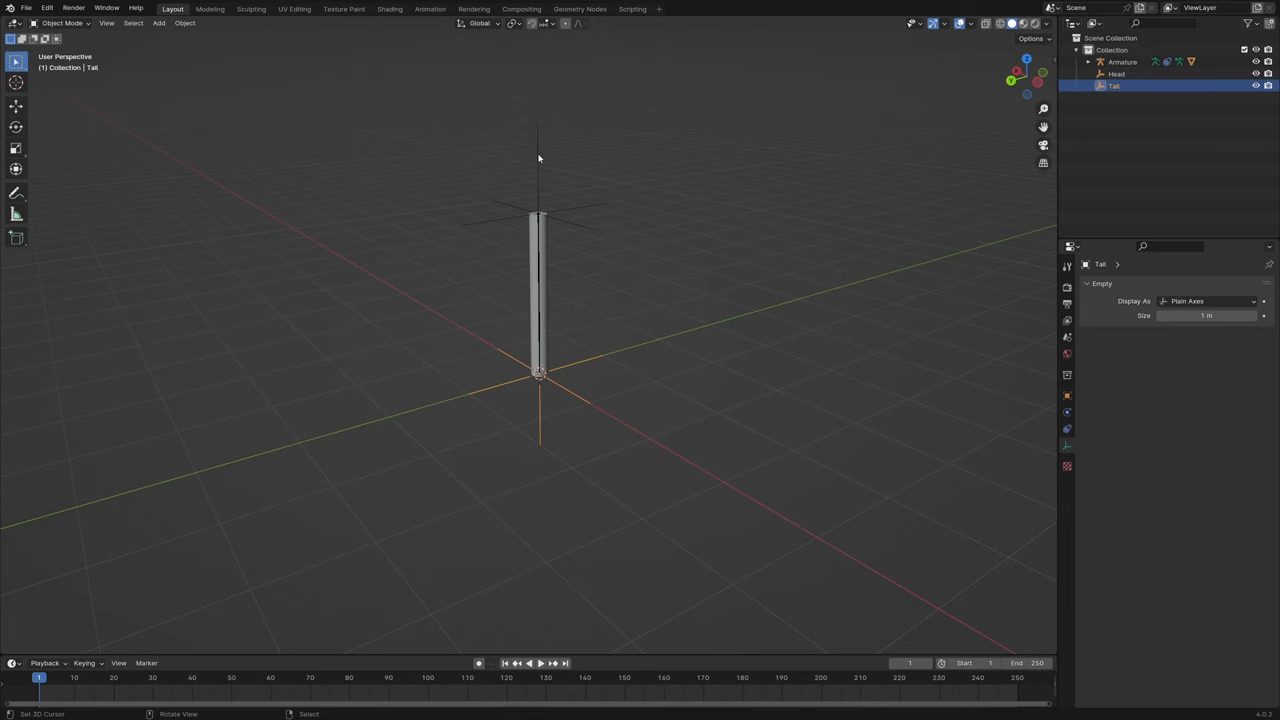 File Edit Render Window Help Layout Modeling Sculpting UV Editing Texture Paint Shading Animation Rendering Compositing Geometry Nodes Scripting + Scene ViewLayer
Object Mode View Select Add Object Global
Options
User Perspective
(1) Collection | Tail
X
Y
Z
Scene Collection
Collection
Armature
Head
Tail
Tail
Empty
Display As Plain Axes
Size 1 m
Playback Keying View Marker 1 Start 1 End 250
1 10 20 30 40 50 60 70 80 90 100 110 120 130 140 150 160 170 180 190 200 210 220 230 240 250
Set 3D Cursor Rotate View Select 4.0.2